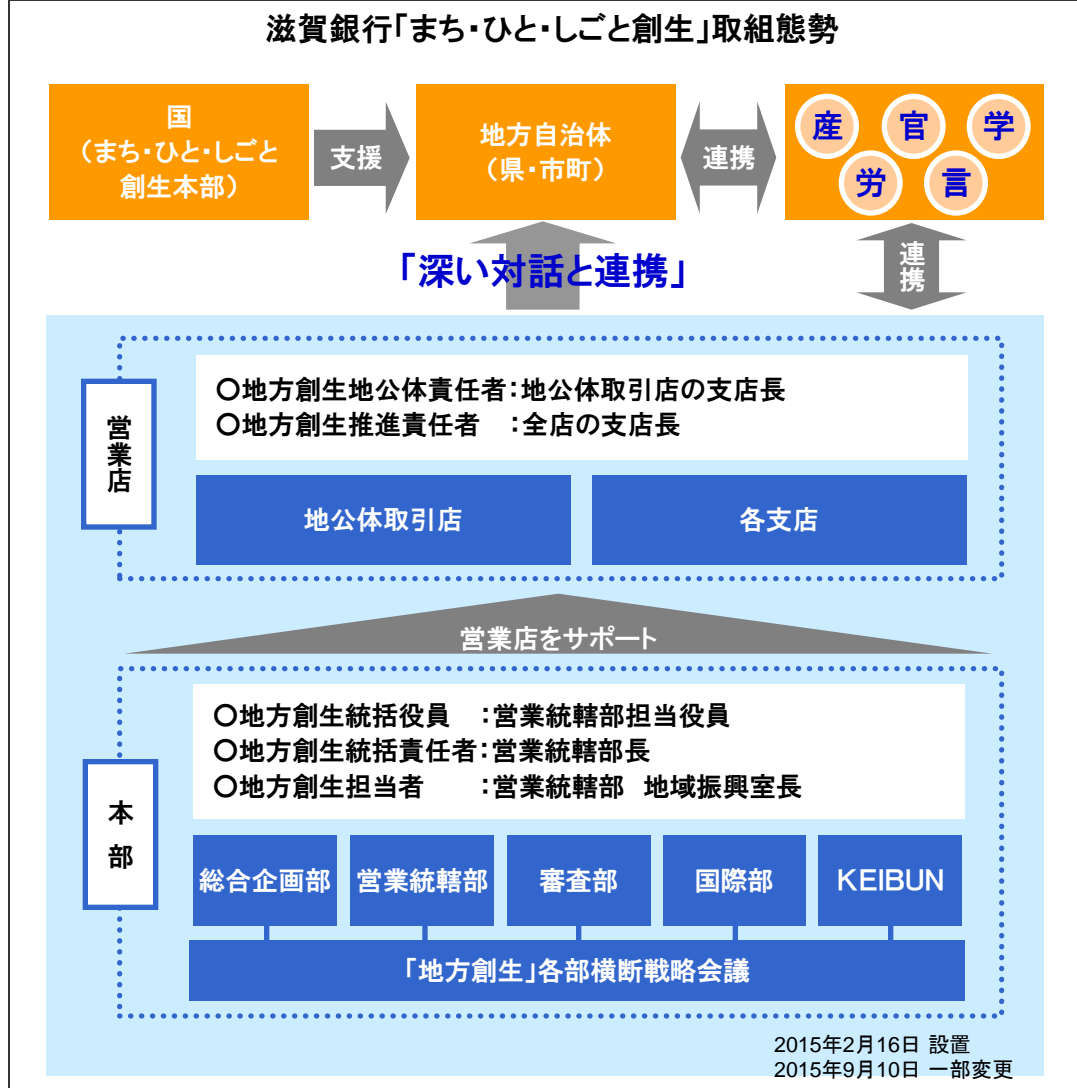 滋賀銀行「まち・ひと・しごと創生」取組態勢
国
（まち・ひと・しごと
創生本部）
支援
地方自治体
（県・市町）
連携
産 官 学
労 言
「深い対話と連携」
連携
営業店
〇地方創生地公体責任者：地公体取引店の支店長
〇地方創生推進責任者　：全店の支店長
地公体取引店
各支店
営業店をサポート
本部
〇地方創生統括役員　：営業統轄部担当役員
〇地方創生統括責任者：営業統轄部長
〇地方創生担当者　　：営業統轄部　地域振興室長
総合企画部
営業統轄部
審査部
国際部
KEIBUN
「地方創生」各部横断戦略会議
2015年2月16日 設置
2015年9月10日 一部変更